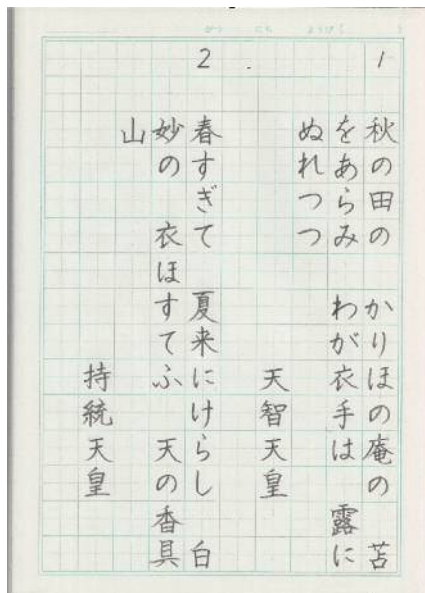 1
秋の田の　かりほの庵の　苫
をあらみ　わが衣手は　露に
ぬれつつ
天智天皇
2
春すぎて　夏来にけらし　白
妙の　衣ほすてふ　天の香具
山
持統天皇